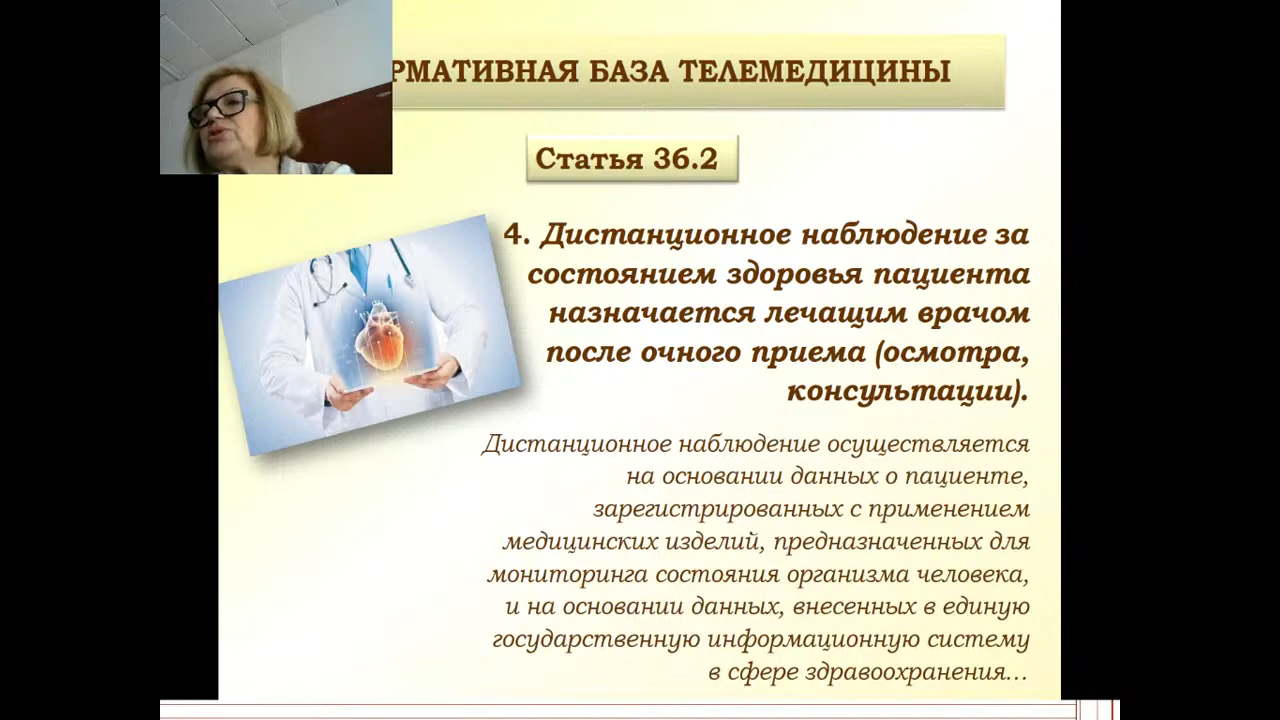 РМАТИВНАЯ БАЗА ТЕЛЕМЕДИЦИНЫ
Статья 36.2
4. Дистанционное наблюдение за
состоянием здоровья пациента
назначается лечащим врачом
после очного приема (осмотра,
консультации).
Дистанционное наблюдение осуществляется
на основании данных о пациенте,
зарегистрированных с применением
медицинских изделий, предназначенных для
мониторинга состояния организма человека,
и на основании данных, внесенных в единую
государственную информационную систему
в сфере здравоохранения...